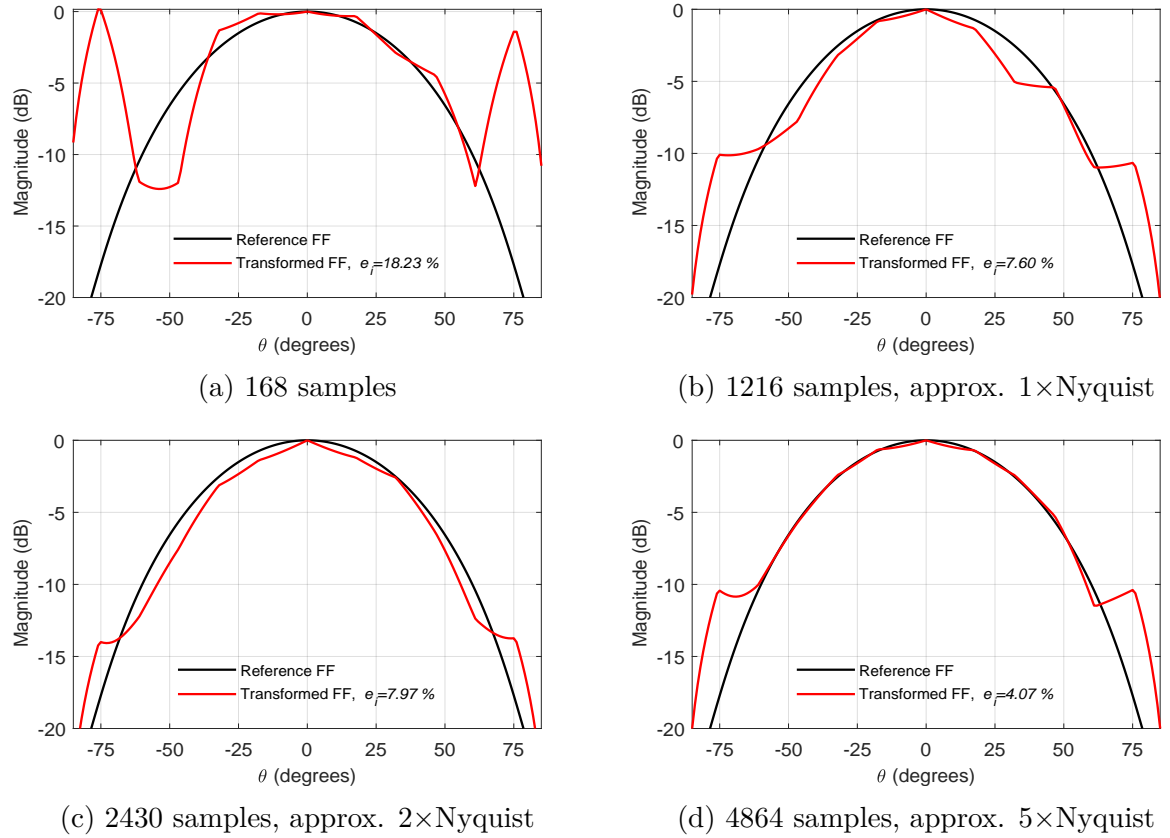 0
-5
-10
-15
-20
Magnitude (dB)
Reference FF
Transformed FF, e_i=18.23 %
-75 -50 -25 0 25 50 75
θ (degrees)
(a) 168 samples
0
-5
-10
-15
-20
Magnitude (dB)
Reference FF
Transformed FF, e_i=7.60 %
-75 -50 -25 0 25 50 75
θ (degrees)
(b) 1216 samples, approx. 1×Nyquist
0
-5
-10
-15
-20
Magnitude (dB)
Reference FF
Transformed FF, e_i=7.97 %
-75 -50 -25 0 25 50 75
θ (degrees)
(c) 2430 samples, approx. 2×Nyquist
0
-5
-10
-15
-20
Magnitude (dB)
Reference FF
Transformed FF, e_i=4.07 %
-75 -50 -25 0 25 50 75
θ (degrees)
(d) 4864 samples, approx. 5×Nyquist